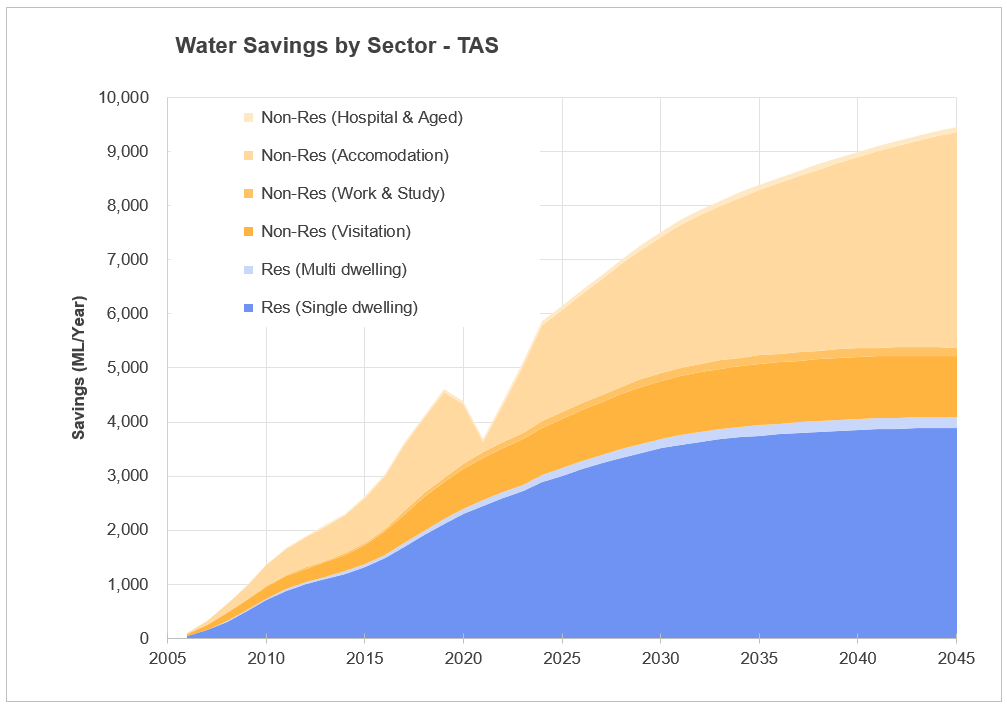 Water Savings by Sector - TAS
Savings (ML/Year)
10,000
9,000
8,000
7,000
6,000
5,000
4,000
3,000
2,000
1,000
0
Non-Res (Hospital & Aged)
Non-Res (Accomodation)
Non-Res (Work & Study)
Non-Res (Visitation)
Res (Multi dwelling)
Res (Single dwelling)
2005 2010 2015 2020 2025 2030 2035 2040 2045